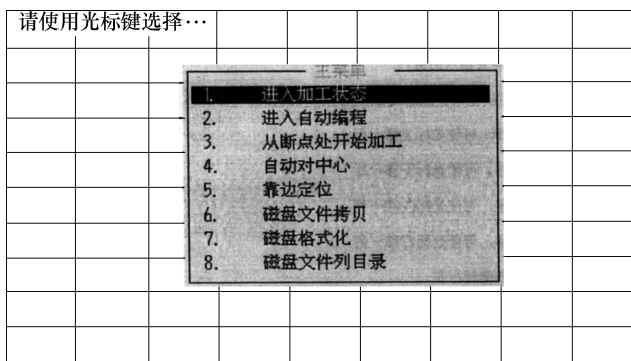 请使用光标键选择…
主菜单
1. 进入加工状态
2. 进入自动编程
3. 从断点处开始加工
4. 自动对中心
5. 靠边定位
6. 磁盘文件拷贝
7. 磁盘格式化
8. 磁盘文件列目录